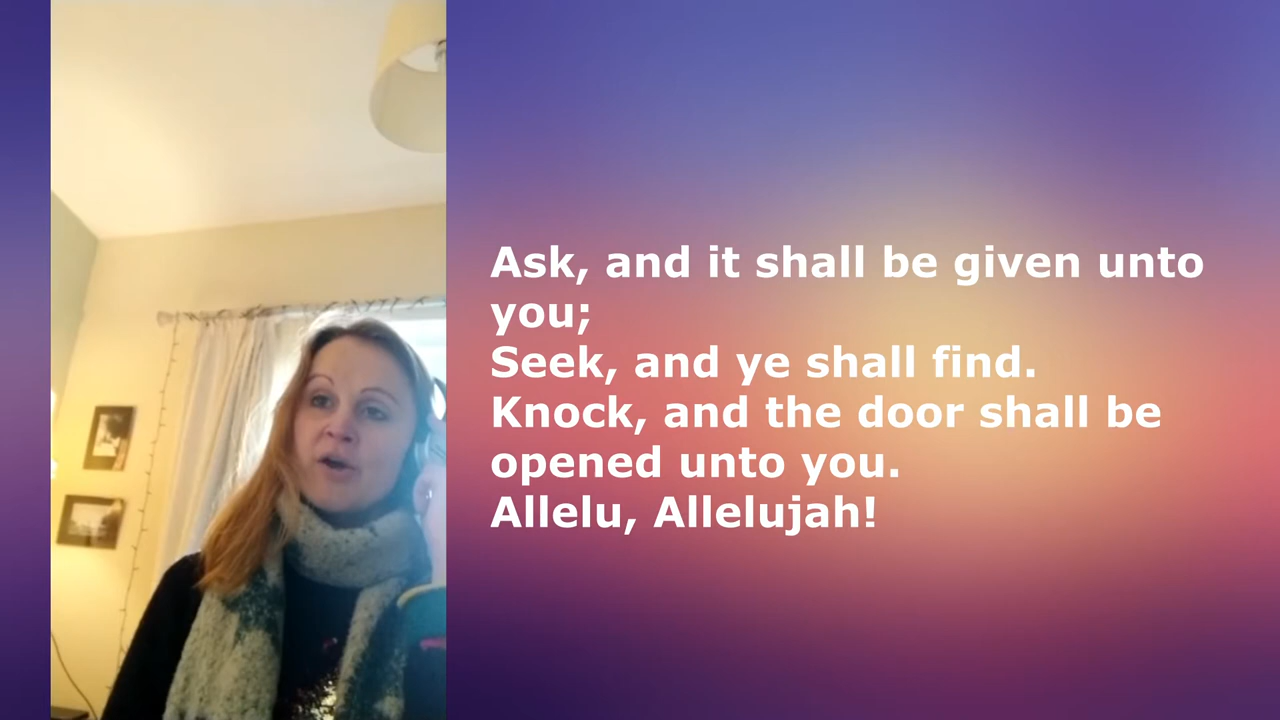 Ask, and it shall be given unto
you;
Seek, and ye shall find.
Knock, and the door shall be
opened unto you.
Allelu, Allelujah!